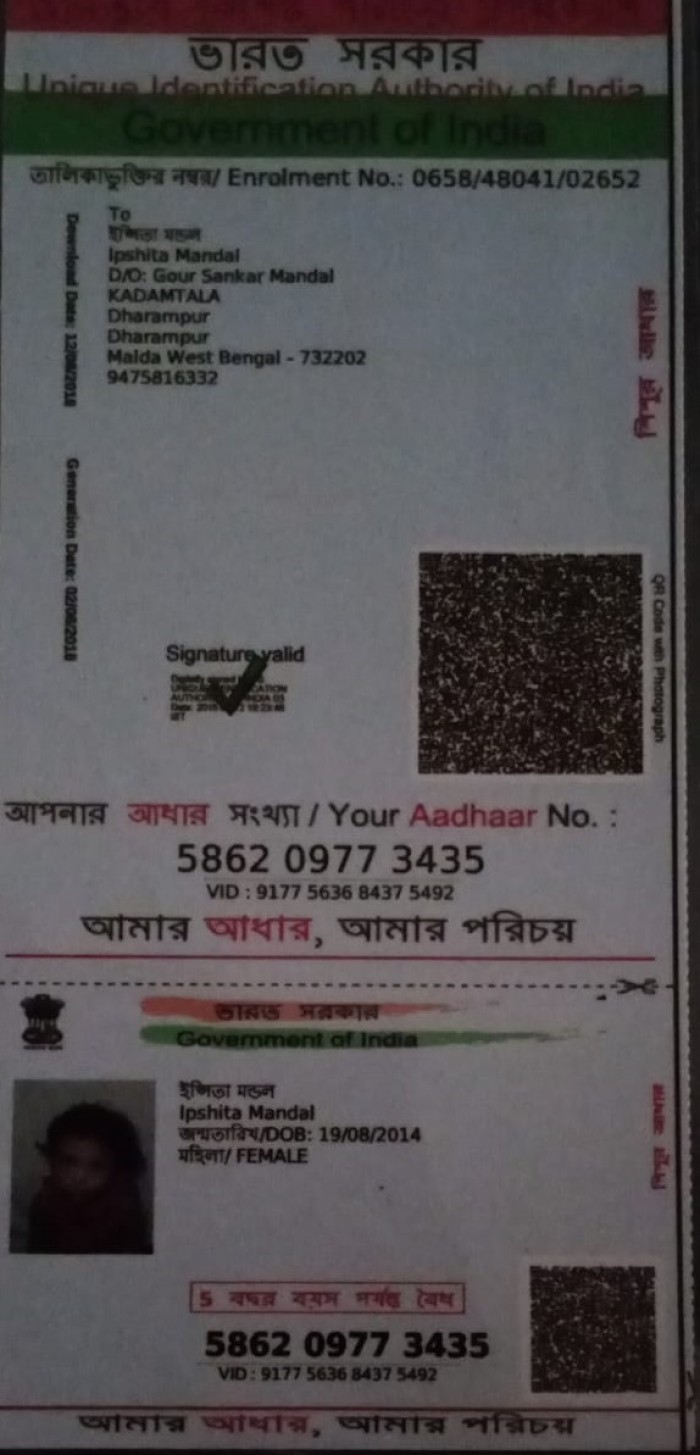 ভারত সরকার
Unique Identification Authority of India
Government of India
তালিকাভুক্তির নম্বর/ Enrolment No.: 0658/48041/02652
To
ইপ্সিতা মন্ডল
Ipshita Mandal
D/O: Gour Sankar Mandal
KADAMTALA
Dharampur
Dharampur
Malda West Bengal - 732202
9475816332
Download Date: 12/08/2018
Generation Date: 02/08/2018
শিশুর আধার
QR Code with Photograph
Signature valid
আপনার আধার সংখ্যা / Your Aadhaar No. :
5862 0977 3435
VID : 9177 5636 8437 5492
আমার আধার, আমার পরিচয়
ভারত সরকার
Government of India
ইপ্সিতা মন্ডল
Ipshita Mandal
জন্মতারিখ/DOB: 19/08/2014
মহিলা/ FEMALE
শিশুর আধার
5 বছর বয়স পর্যন্ত বৈধ
5862 0977 3435
VID : 9177 5636 8437 5492
আমার আধার, আমার পরিচয়